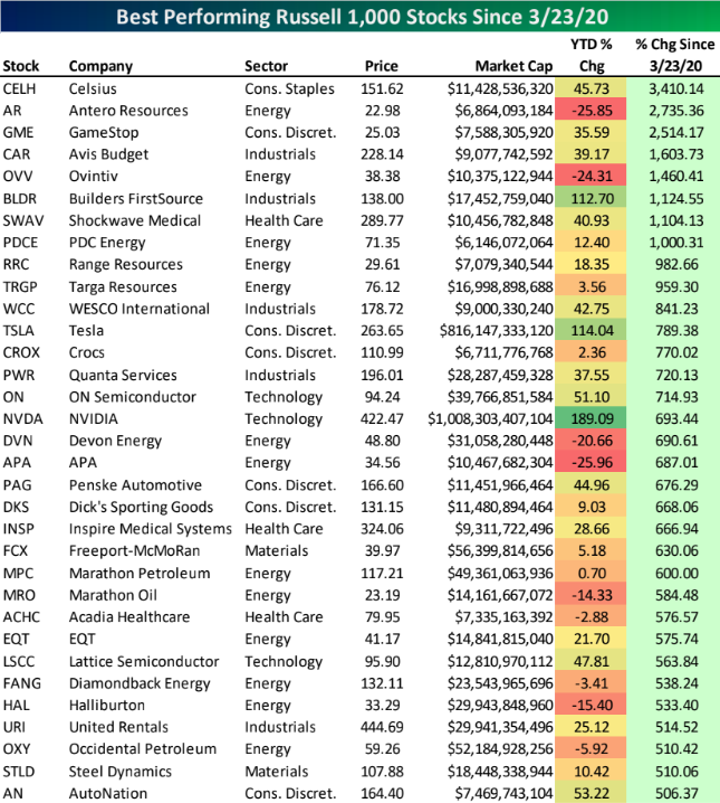 Best Performing Russell 1,000 Stocks Since 3/23/20
YTD % % Chg Since
Stock Company Sector Price Market Cap Chg 3/23/20
CELH Celsius Cons. Staples 151.62 $11,428,536,320 45.73 3,410.14
AR Antero Resources Energy 22.98 $6,864,093,184 -25.85 2,735.36
GME GameStop Cons. Discret. 25.03 $7,588,305,920 35.59 2,514.17
CAR Avis Budget Industrials 228.14 $9,077,742,592 39.17 1,603.73
OVV Ovintiv Energy 38.38 $10,375,122,944 -24.31 1,460.41
BLDR Builders FirstSource Industrials 138.00 $17,452,759,040 112.70 1,124.55
SWAV Shockwave Medical Health Care 289.77 $10,456,782,848 40.93 1,104.13
PDCE PDC Energy Energy 71.35 $6,146,072,064 12.40 1,000.31
RRC Range Resources Energy 29.61 $7,079,340,544 18.35 982.66
TRGP Targa Resources Energy 76.12 $16,998,898,688 3.56 959.30
WCC WESCO International Industrials 178.72 $9,000,330,240 42.75 841.23
TSLA Tesla Cons. Discret. 263.65 $816,147,333,120 114.04 789.38
CROX Crocs Cons. Discret. 110.99 $6,711,776,768 2.36 770.02
PWR Quanta Services Industrials 196.01 $28,287,459,328 37.55 720.13
ON ON Semiconductor Technology 94.24 $39,766,851,584 51.10 714.93
NVDA NVIDIA Technology 422.47 $1,008,303,407,104 189.09 693.44
DVN Devon Energy Energy 48.80 $31,058,280,448 -20.66 690.61
APA APA Energy 34.56 $10,467,682,304 -25.96 687.01
PAG Penske Automotive Cons. Discret. 166.60 $11,451,966,464 44.96 676.29
DKS Dick's Sporting Goods Cons. Discret. 131.15 $11,480,894,464 9.03 668.06
INSP Inspire Medical Systems Health Care 324.06 $9,311,722,496 28.66 666.94
FCX Freeport-McMoRan Materials 39.97 $56,399,814,656 5.18 630.06
MPC Marathon Petroleum Energy 117.21 $49,361,063,936 0.70 600.00
MRO Marathon Oil Energy 23.19 $14,161,667,072 -14.33 584.48
ACHC Acadia Healthcare Health Care 79.95 $7,335,163,392 -2.88 576.57
EQT EQT Energy 41.17 $14,841,815,040 21.70 575.74
LSCC Lattice Semiconductor Technology 95.90 $12,810,970,112 47.81 563.84
FANG Diamondback Energy Energy 132.11 $23,543,965,696 -3.41 538.24
HAL Halliburton Energy 33.29 $29,943,848,960 -15.40 533.40
URI United Rentals Industrials 444.69 $29,941,354,496 25.12 514.52
OXY Occidental Petroleum Energy 59.26 $52,184,928,256 -5.92 510.42
STLD Steel Dynamics Materials 107.88 $18,448,338,944 10.42 510.06
AN AutoNation Cons. Discret. 164.40 $7,469,743,104 53.22 506.37